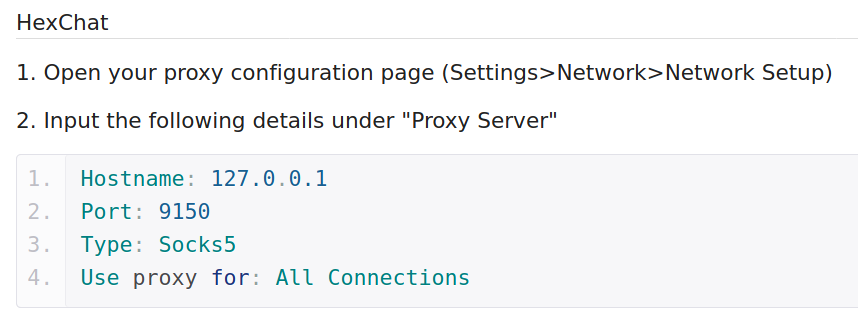 HexChat
1. Open your proxy configuration page (Settings>Network>Network Setup)
2. Input the following details under "Proxy Server"
1. Hostname: 127.0.0.1
2. Port: 9150
3. Type: Socks5
4. Use proxy for: All Connections